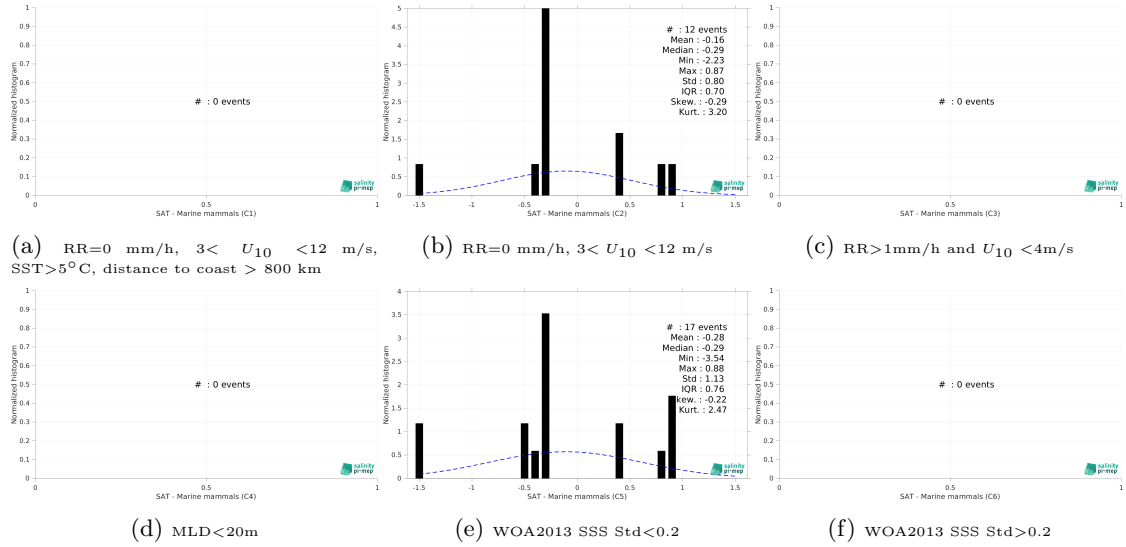 1
0.9
0.8
0.7
0.6
0.5
0.4
0.3
0.2
0.1
0
Normalized histogram
# : 0 events
salinity
pi-mep
0 0.5 1
SAT - Marine mammals (C1)
5
4.5
4
3.5
3
2.5
2
1.5
1
0.5
0
Normalized histogram
# : 12 events
Mean : -0.16
Median : -0.29
Min : -2.23
Max : 0.87
Std : 0.80
IQR : 0.70
Skew. : -0.29
Kurt. : 3.20
salinity
pi-mep
-1.5 -1 -0.5 0 0.5 1 1.5
SAT - Marine mammals (C2)
1
0.9
0.8
0.7
0.6
0.5
0.4
0.3
0.2
0.1
0
Normalized histogram
# : 0 events
salinity
pi-mep
0 0.5 1
SAT - Marine mammals (C3)
(a) RR=0 mm/h, 3< U10 <12 m/s,
SST>5°C, distance to coast > 800 km
(b) RR=0 mm/h, 3< U10 <12 m/s
(c) RR>1mm/h and U10 <4m/s
1
0.9
0.8
0.7
0.6
0.5
0.4
0.3
0.2
0.1
0
Normalized histogram
# : 0 events
salinity
pi-mep
0 0.5 1
SAT - Marine mammals (C4)
4
3.5
3
2.5
2
1.5
1
0.5
0
Normalized histogram
# : 17 events
Mean : -0.28
Median : -0.29
Min : -3.54
Max : 0.88
Std : 1.13
IQR : 0.76
kew. : -0.22
Kurt. : 2.47
salinity
pi-mep
-1.5 -1 -0.5 0 0.5 1 1.5
SAT - Marine mammals (C5)
1
0.9
0.8
0.7
0.6
0.5
0.4
0.3
0.2
0.1
0
Normalized histogram
# : 0 events
salinity
pi-mep
0 0.5 1
SAT - Marine mammals (C6)
(d) MLD<20m
(e) WOA2013 SSS Std<0.2
(f) WOA2013 SSS Std>0.2